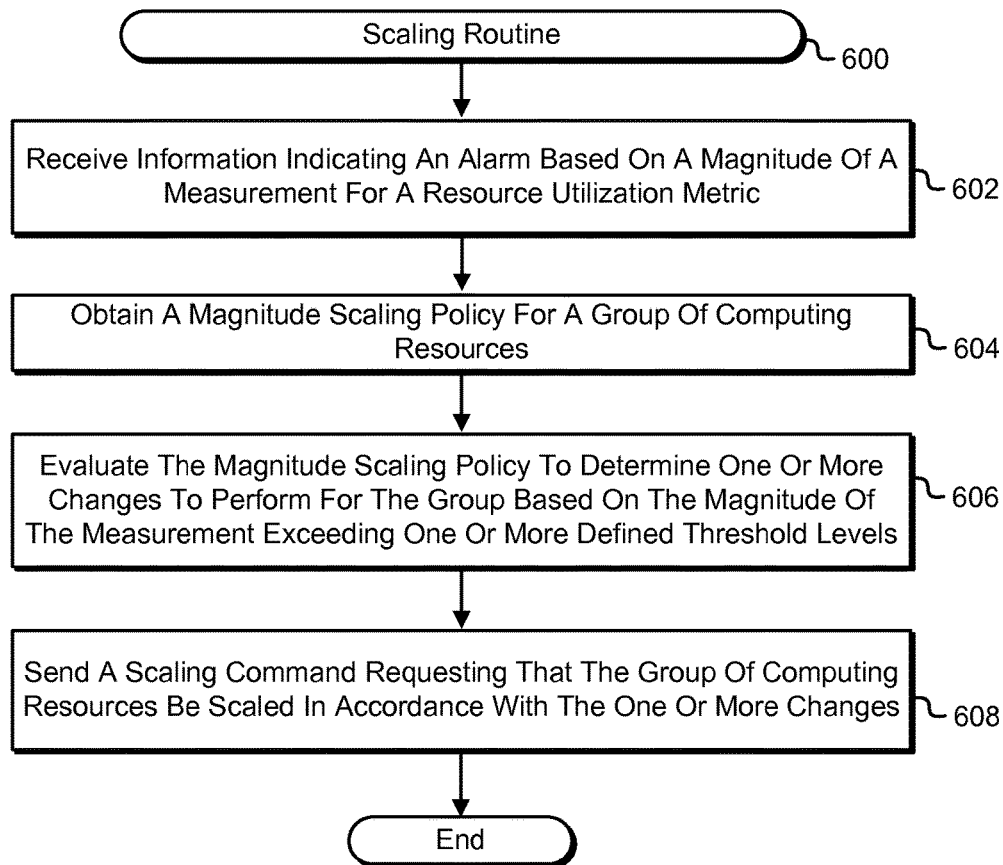 Scaling Routine
600
Receive Information Indicating An Alarm Based On A Magnitude Of A
Measurement For A Resource Utilization Metric
602
Obtain A Magnitude Scaling Policy For A Group Of Computing
Resources
604
Evaluate The Magnitude Scaling Policy To Determine One Or More
Changes To Perform For The Group Based On The Magnitude Of
The Measurement Exceeding One Or More Defined Threshold Levels
606
Send A Scaling Command Requesting That The Group Of Computing
Resources Be Scaled In Accordance With The One Or More Changes
608
End